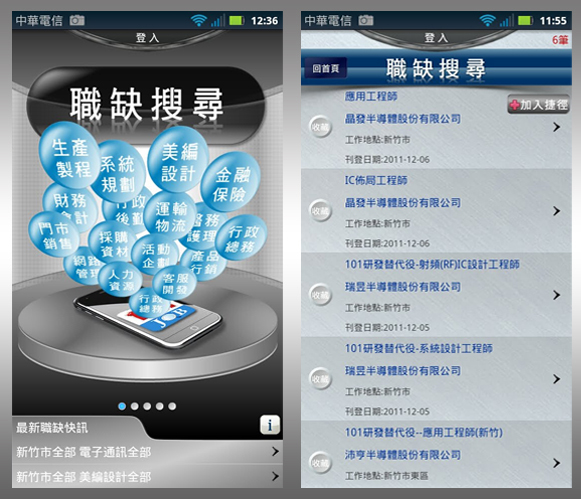 中華電信
12:36
登入
職缺搜尋
生產
製程
系統
規劃
美編
設計
金融
保險
財務
會計
行政
後勤
運輸
物流
醫務
護理
行政
總務
門市
銷售
採購
資材
活動
企劃
產品
行銷
網路
管理
人力
資源
客服
開發
行政
總務
JOB
最新職缺快訊
i
新竹市全部 電子通訊全部
新竹市全部 美編設計全部
中華電信
11:55
登入
6筆
回首頁
職缺搜尋
加入捷徑
應用工程師
收藏
晶發半導體股份有限公司
工作地點:新竹市
刊登日期:2011-12-06
IC佈局工程師
收藏
晶發半導體股份有限公司
工作地點:新竹市
刊登日期:2011-12-06
101研發替代役-射頻(RF)IC設計工程師
收藏
瑞昱半導體股份有限公司
工作地點:新竹市
刊登日期:2011-12-05
101研發替代役-系統設計工程師
收藏
瑞昱半導體股份有限公司
工作地點:新竹市
刊登日期:2011-12-05
101研發替代役--應用工程師(新竹)
收藏
沛亨半導體股份有限公司
工作地點:新竹市東區